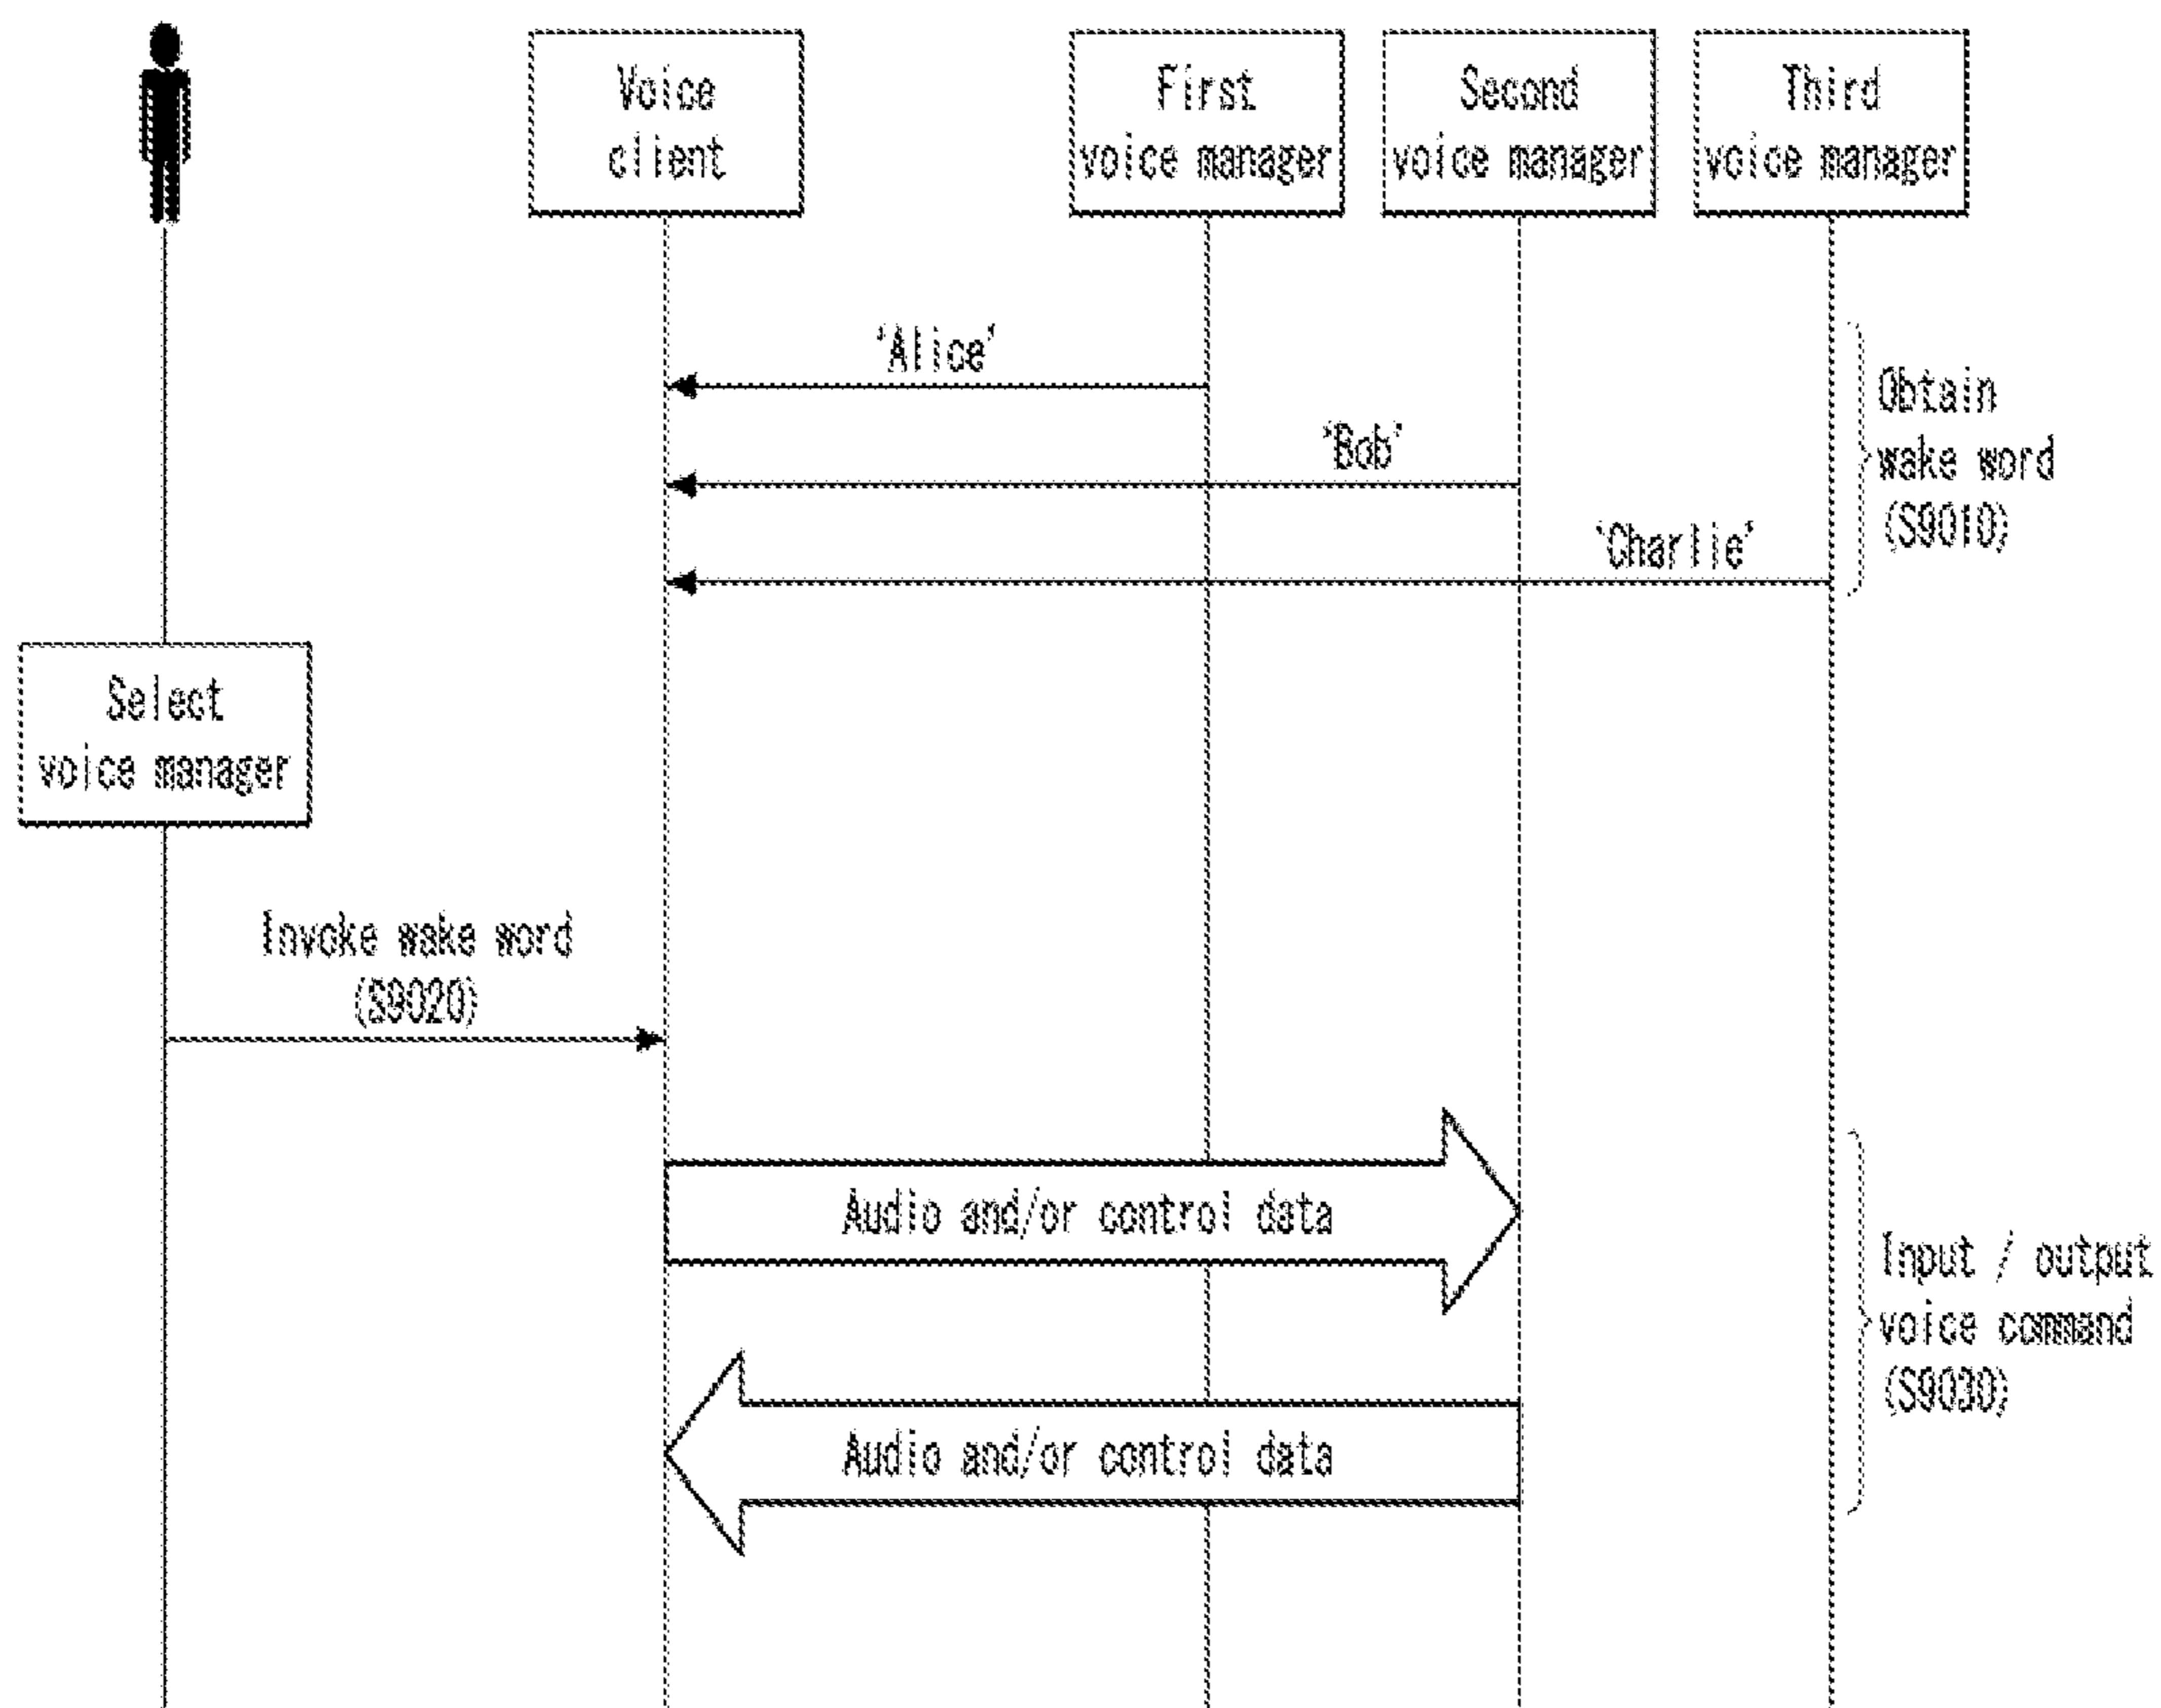 Voice
client
First
voice manager
Second
voice manager
Third
voice manager
'Alice'
'Bob'
'Charlie'
Obtain
wake word
(S9010)
Select
voice manager
Invoke wake word
(S9020)
Audio and/or control data
Audio and/or control data
Input / output
voice command
(S9030)